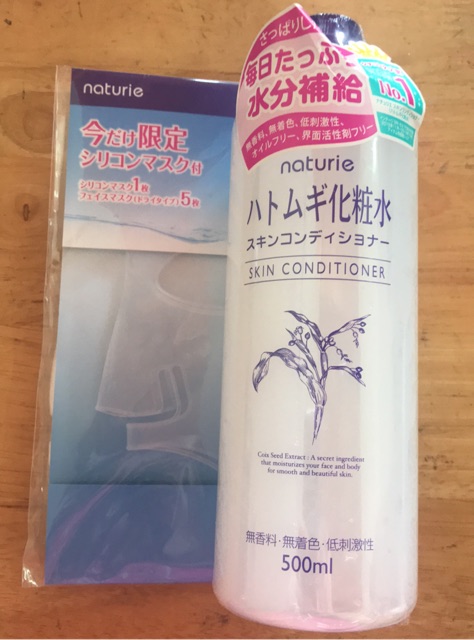 naturie
今だけ限定
シリコンマスク付
シリコンマスク1枚
フェイスマスク(ドライタイプ)5枚
さっぱりし
毎日たっぷり
水分補給
無香料、無着色、低刺激性、
オイルフリー、界面活性剤フリー
No.1
naturie
ハトムギ化粧水
スキンコンディショナー
SKIN CONDITIONER
Coix Seed Extract : A secret ingredient
that moisturizes your face and body
for smooth and beautiful skin.
無香料・無着色・低刺激性
500ml